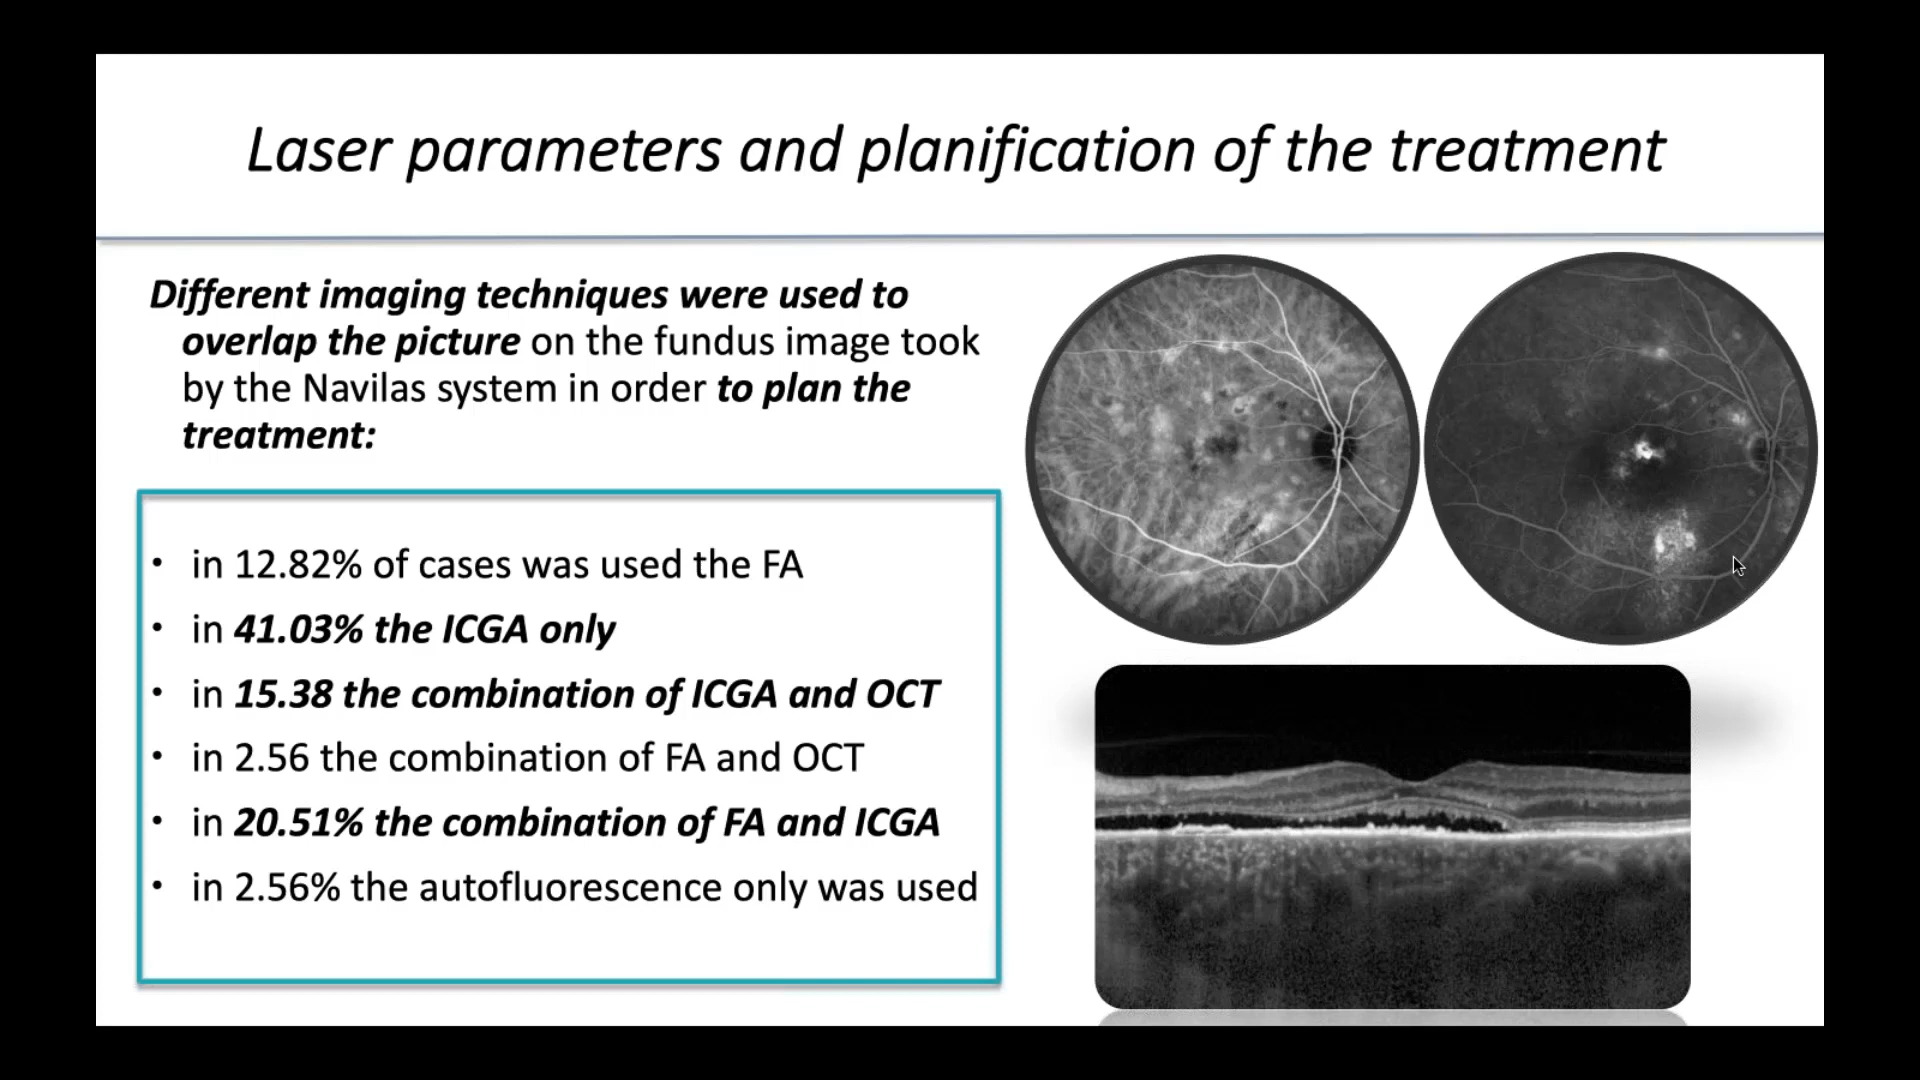 Laser parameters and planification of the treatment
Different imaging techniques were used to
overlap the picture on the fundus image took
by the Navilas system in order to plan the
treatment:
• in 12.82% of cases was used the FA
• in 41.03% the ICGA only
• in 15.38 the combination of ICGA and OCT
• in 2.56 the combination of FA and OCT
• in 20.51% the combination of FA and ICGA
• in 2.56% the autofluorescence only was used